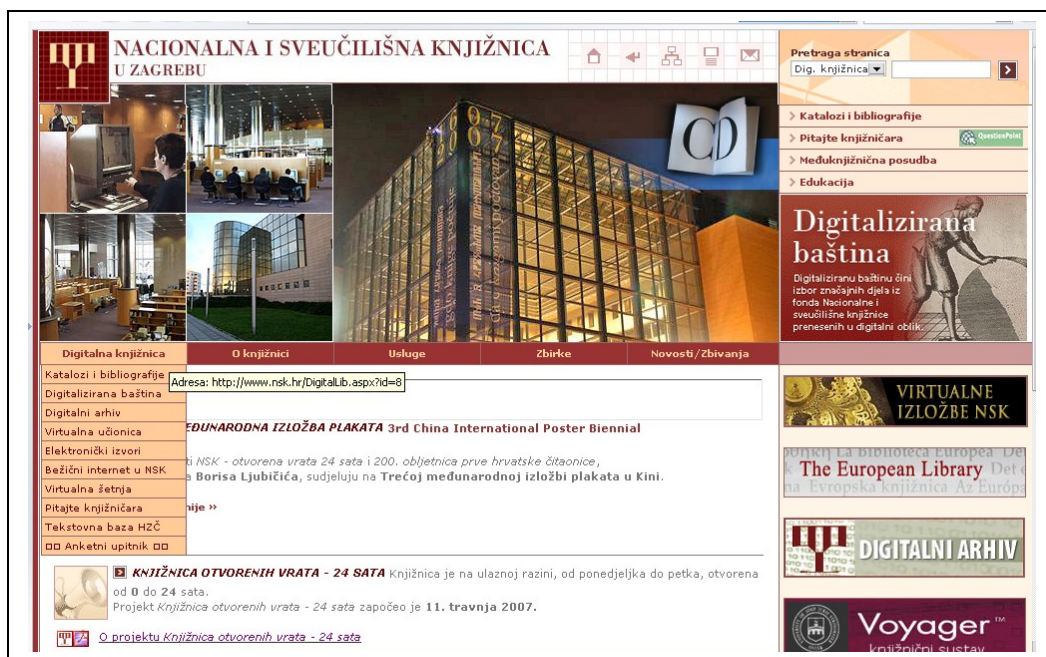 NACIONALNA I SVEUČILIŠNA KNJIŽNICA
U ZAGREBU
Pretraga stranica
Dig. knjižnica
Katalozi i bibliografije
Pitajte knjižničara
QuestionPoint
Međuknjižnična posudba
Edukacija
CD
Digitalizirana
baština
Digitaliziranu baštinu čini
izbor značajnih djela iz
fonda Nacionalne i
sveučilišne knjižnice
prenesenih u digitalni oblik.
Digitalna knjižnica
O knjižnici
Usluge
Zbirke
Novosti/Zbivanja
Katalozi i bibliografije
Adresa: http://www.nsk.hr/DigitalLib.aspx?id=8
Digitalizirana baština
Digitalni arhiv
Virtualna učionica
Elektronički izvori
Bežični internet u NSK
Virtualna šetnja
Pitajte knjižničara
Tekstovna baza HZČ
Anketni upitnik
EĐUNARODNA IZLOŽBA PLAKATA 3rd China International Poster Biennial
ti NSK - otvorena vrata 24 sata i 200. obljetnica prve hrvatske čitaonice,
a Borisa Ljubičića, sudjeluju na Trećoj međunarodnoj izložbi plakata u Kini.
nije »
KNJIŽNICA OTVORENIH VRATA - 24 SATA Knjižnica je na ulaznoj razini, od ponedjeljka do petka, otvorena
od 0 do 24 sata.
Projekt Knjižnica otvorenih vrata - 24 sata započeo je 11. travnja 2007.
O projektu Knjižnica otvorenih vrata - 24 sata
VIRTUALNE
IZLOŽBE NSK
The European Library
DIGITALNI ARHIV
Voyager™
knjižnični sustav